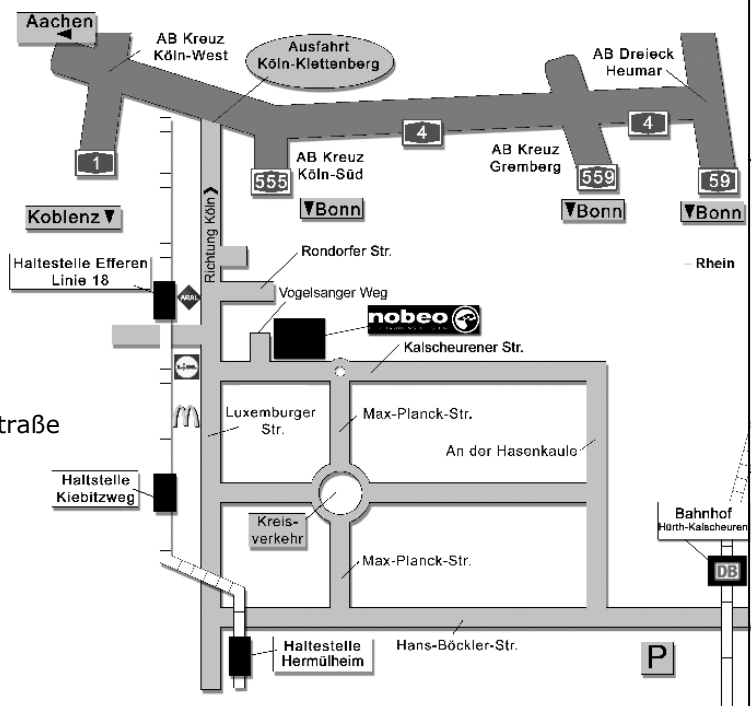 Aachen
AB Kreuz
Köln-West
Ausfahrt
Köln-Klettenberg
AB Dreieck
Heumar
4
4
1
555
AB Kreuz
Köln-Süd
AB Kreuz
Gremberg
559
59
Koblenz
Bonn
Bonn
Bonn
Richtung Köln
Haltestelle Efferen
Linie 18
ARAL
Rondorfer Str.
– Rhein
Vogelsanger Weg
nobeo
Kalscheurener Str.
LIDL
traße
Luxemburger
Str.
Max-Planck-Str.
An der Hasenkaule
Haltstelle
Kiebitzweg
Kreis-
verkehr
Bahnhof
Hürth-Kalscheuren
DB
Max-Planck-Str.
Haltestelle
Hermülheim
Hans-Böckler-Str.
P